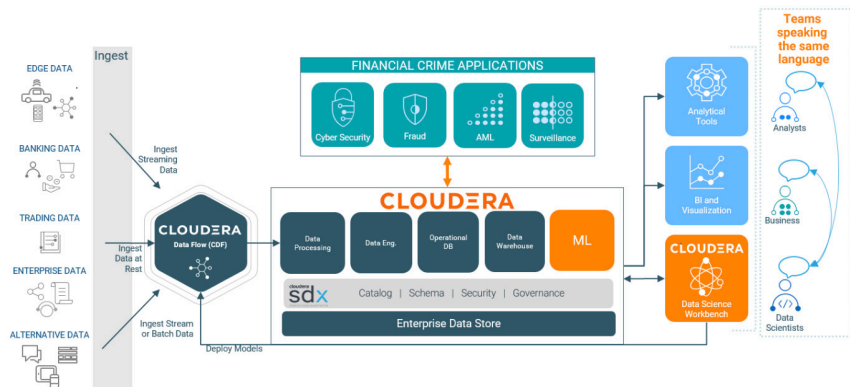 Ingest
EDGE DATA
BANKING DATA
TRADING DATA
ENTERPRISE DATA
ALTERNATIVE DATA
Ingest
Streaming
Data
Ingest
Data at
Rest
Ingest Stream
or Batch Data
CLOUDERA
Data Flow (CDF)
Deploy Models
FINANCIAL CRIME APPLICATIONS
Cyber Security
Fraud
AML
Surveillance
CLOUDERA
Data
Processing
Data Eng.
Operational
DB
Data
Warehouse
ML
cloudera
sdx
Catalog | Schema | Security | Governance
Enterprise Data Store
Analytical
Tools
BI and
Visualization
CLOUDERA
Data Science
Workbench
Teams
speaking
the same
language
Analysts
Business
Data
Scientists